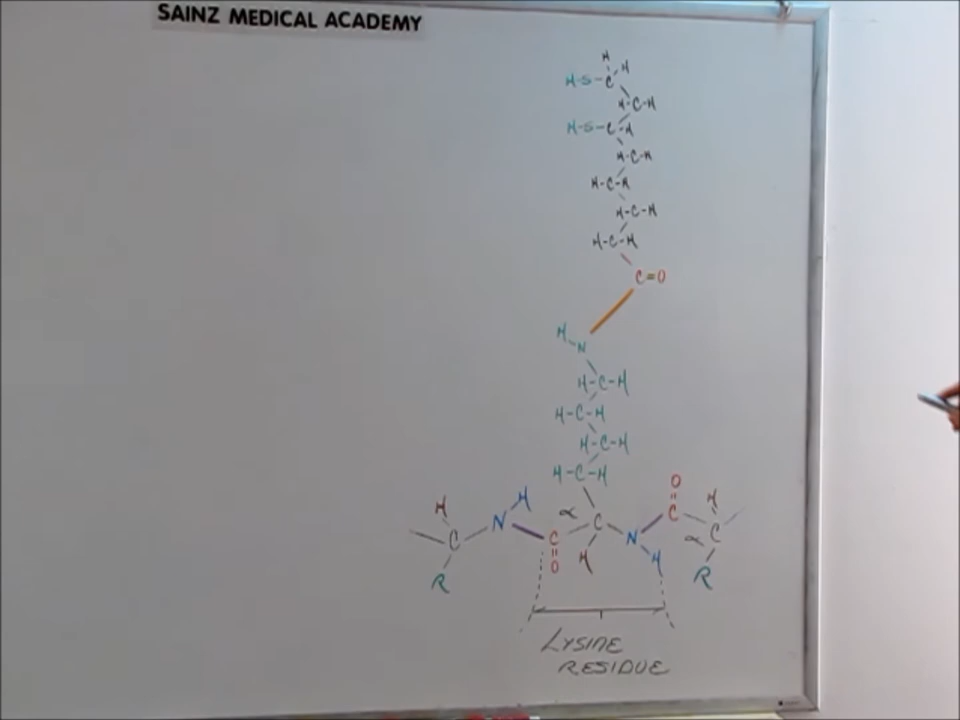 SAINZ MEDICAL ACADEMY
H
H
H-S-C
H-C-H
H-S-C-H
H-C-H
H-C-H
H-C-H
H-C-H
C=O
H
N
H-C-H
H-C-H
H-C-H
H-C-H
O
H
H
α
C
H
N
C
C
N
C
C
O
H
H
α
R
R
LYSINE
RESIDUE